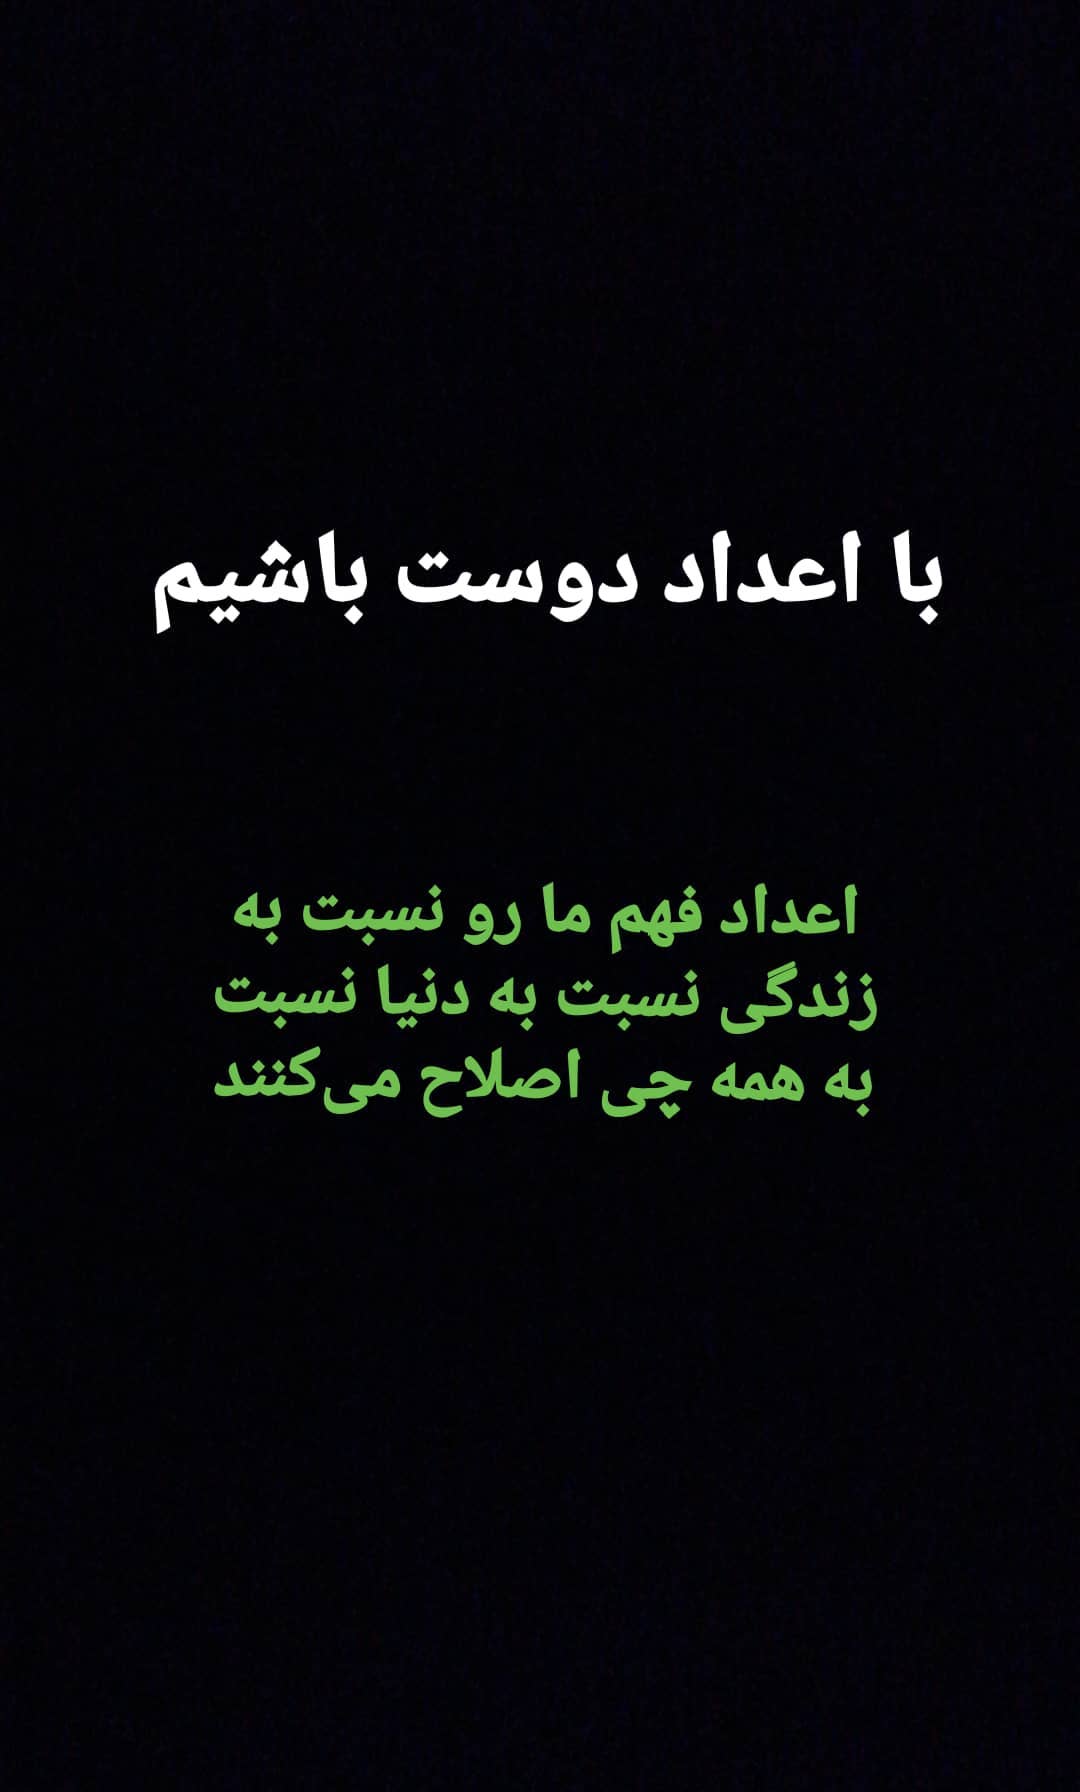 با اعداد دوست باشیم
اعداد فهم ما رو نسبت به
زندگی نسبت به دنیا نسبت
به همه چی اصلاح می‌کنند